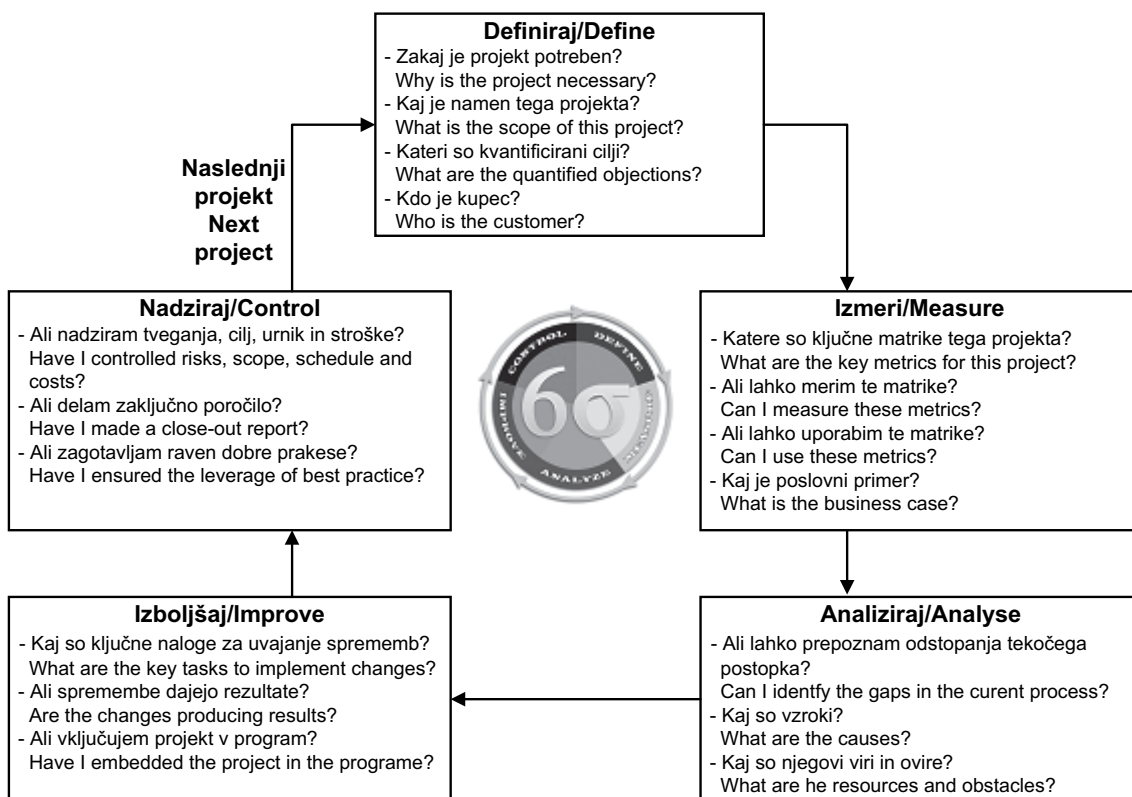 Definiraj/Define
- Zakaj je projekt potreben?
Why is the project necessary?
- Kaj je namen tega projekta?
What is the scope of this project?
- Kateri so kvantificirani cilji?
What are the quantified objections?
- Kdo je kupec?
Who is the customer?
Naslednji
projekt
Next
project
Nadziraj/Control
- Ali nadziram tveganja, cilj, urnik in stroške?
Have I controlled risks, scope, schedule and
costs?
- Ali delam zaključno poročilo?
Have I made a close-out report?
- Ali zagotavljam raven dobre prakese?
Have I ensured the leverage of best practice?
CONTROL
DEFINE
MEASURE
ANALYZE
IMPROVE
6σ
Izmeri/Measure
- Katere so ključne matrike tega projekta?
What are the key metrics for this project?
- Ali lahko merim te matrike?
Can I measure these metrics?
- Ali lahko uporabim te matrike?
Can I use these metrics?
- Kaj je poslovni primer?
What is the business case?
Izboljšaj/Improve
- Kaj so ključne naloge za uvajanje sprememb?
What are the key tasks to implement changes?
- Ali spremembe dajejo rezultate?
Are the changes producing results?
- Ali vključujem projekt v program?
Have I embedded the project in the programe?
Analiziraj/Analyse
- Ali lahko prepoznam odstopanja tekočega
postopka?
Can I identfy the gaps in the curent process?
- Kaj so vzroki?
What are the causes?
- Kaj so njegovi viri in ovire?
What are he resources and obstacles?